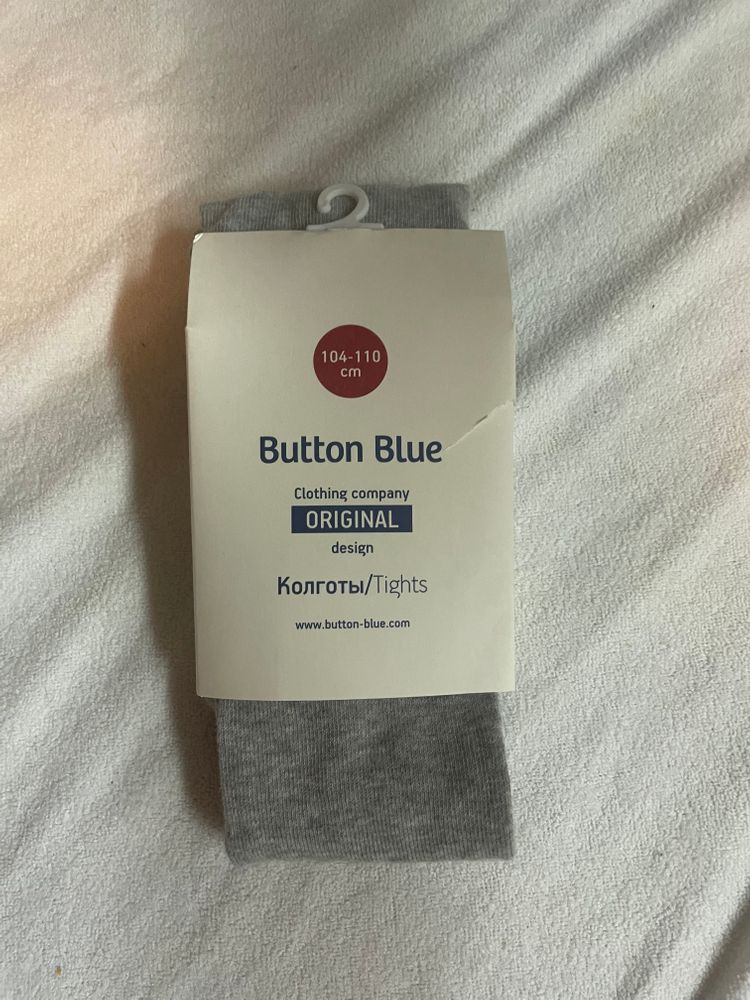 104-110
cm
Button Blue
Clothing company
ORIGINAL
design
Колготы/Tights
www.button-blue.com